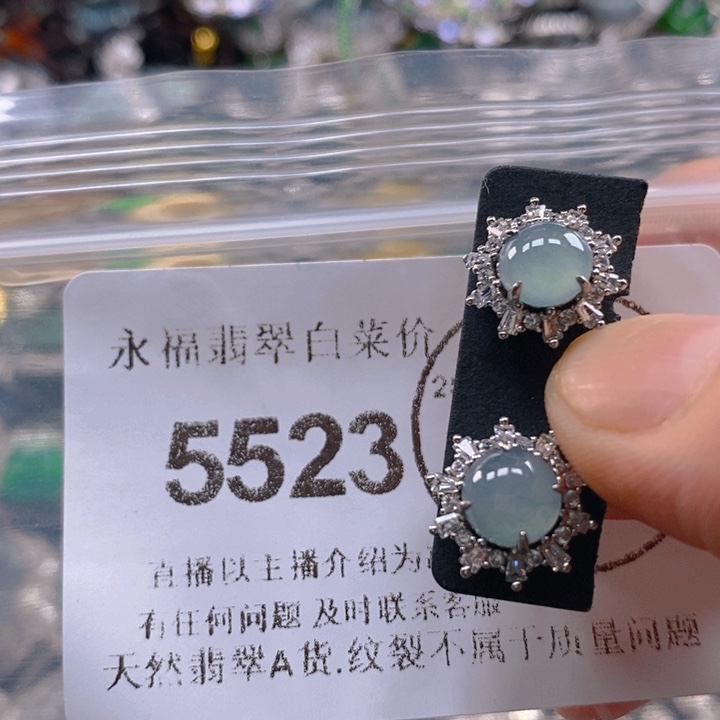 永福翡翠白菜价
5523
直播以主播介绍为
有任何问题 及时联系客服
天然翡翠A货.纹裂不属于质量问题